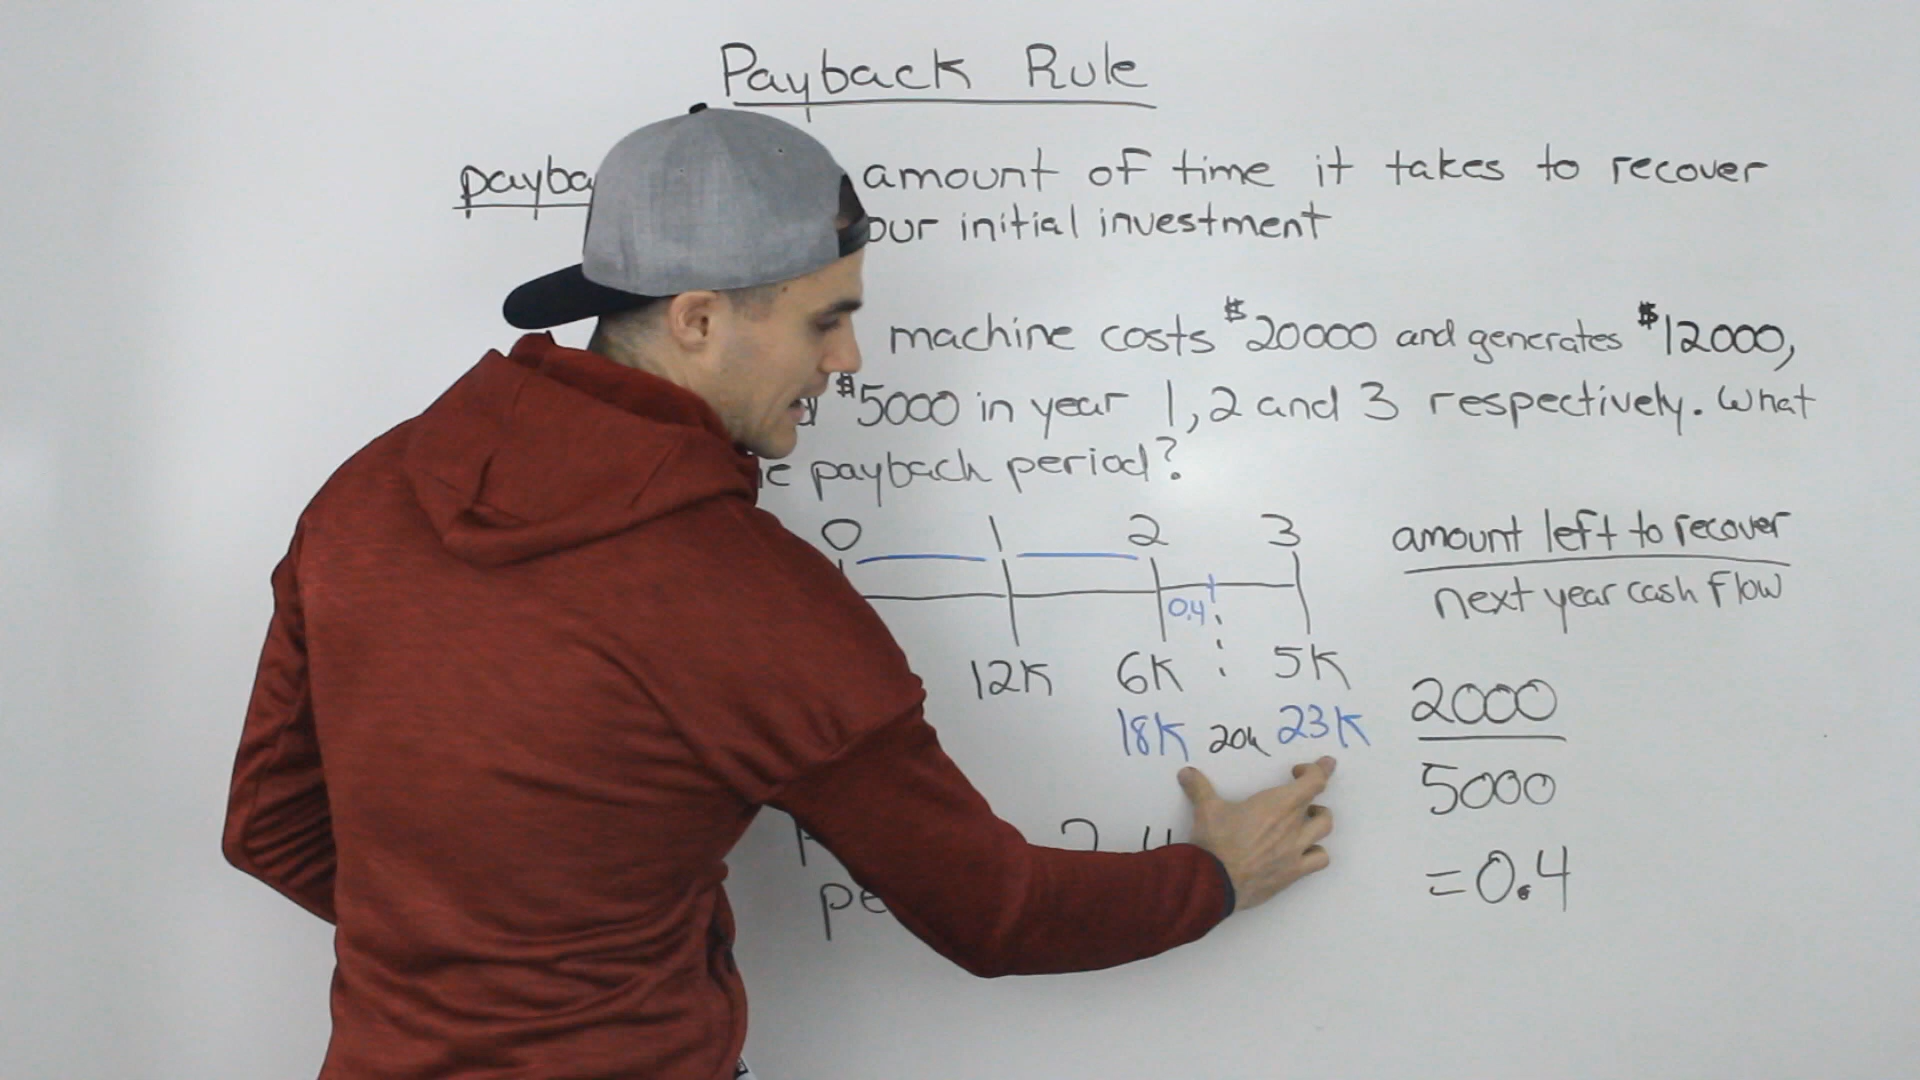 Payback Rule
payba amount of time it takes to recover
our initial investment
machine costs $20000 and generates $12000,
$5000 in year 1, 2 and 3 respectively. What
payback period?
0 1 2 3
0.4
12K 6K 5K
18K 20K 23K
2.4
pe
amount left to recover
next year cash flow
2000
5000
=0.4